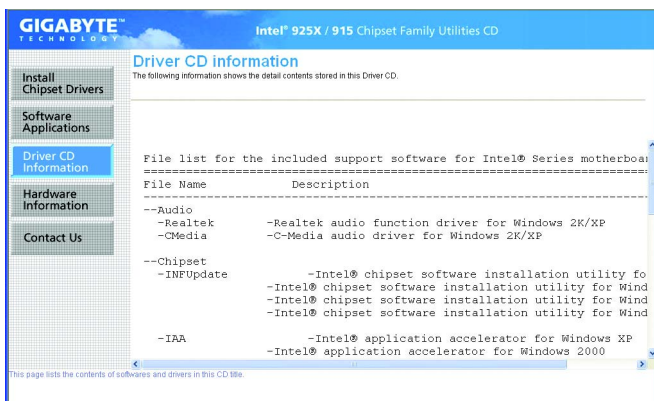 GIGABYTE™
TECHNOLOGY
Intel® 925X / 915 Chipset Family Utilities CD
Install
Chipset Drivers
Software
Applications
Driver CD
Information
Hardware
Information
Contact Us
Driver CD information
The following information shows the detail contents stored in this Driver CD.
File list for the included support software for Intel® Series motherboa
================================================================
File Name Description
----------------------------------------------------------------
--Audio
-Realtek -Realtek audio function driver for Windows 2K/XP
-CMedia -C-Media audio driver for Windows 2K/XP
--Chipset
-INFUpdate -Intel® chipset software installation utility fo
-Intel® chipset software installation utility for Wind
-Intel® chipset software installation utility for Wind
-Intel® chipset software installation utility for Wind
-IAA -Intel® application accelerator for Windows XP
-Intel® application accelerator for Windows 2000
This page lists the contents of softwares and drivers in this CD title.